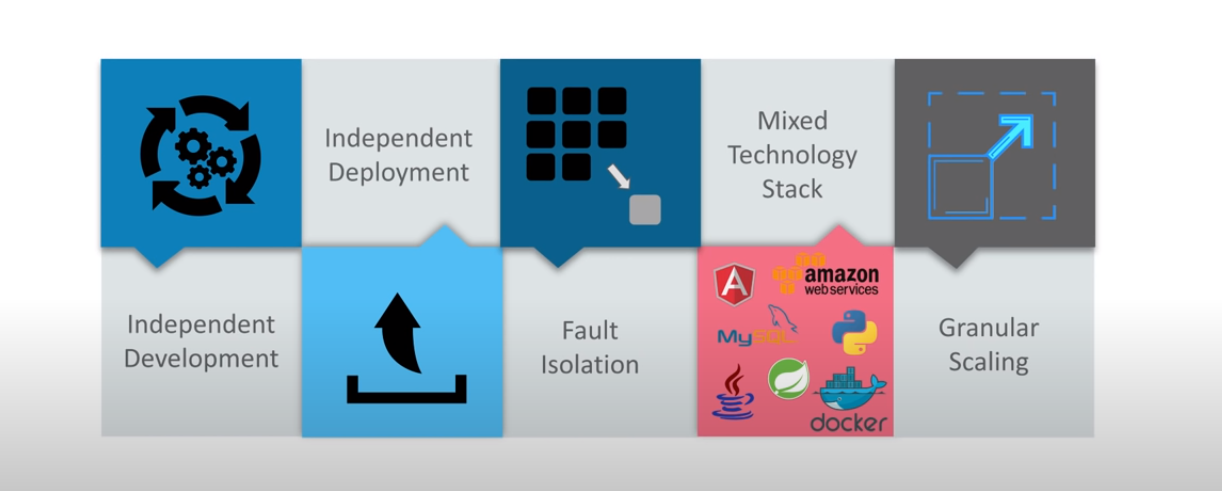 Independent
Development
Independent
Deployment
Fault
Isolation
Mixed
Technology
Stack
amazon
web services
MySQL
docker
Granular
Scaling